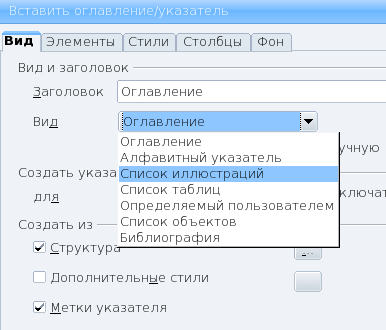 Вставить оглавление/указатель
Вид Элементы Стили Столбцы Фон
Вид и заголовок
Заголовок Оглавление
Вид Оглавление
Оглавление
учную
Алфавитный указатель
Создать указа
Список иллюстраций
Список таблиц
для
ключат
Определяемый пользователем
Список объектов
Создать из
Библиография
Структура ...
Дополнительные стили
Метки указателя